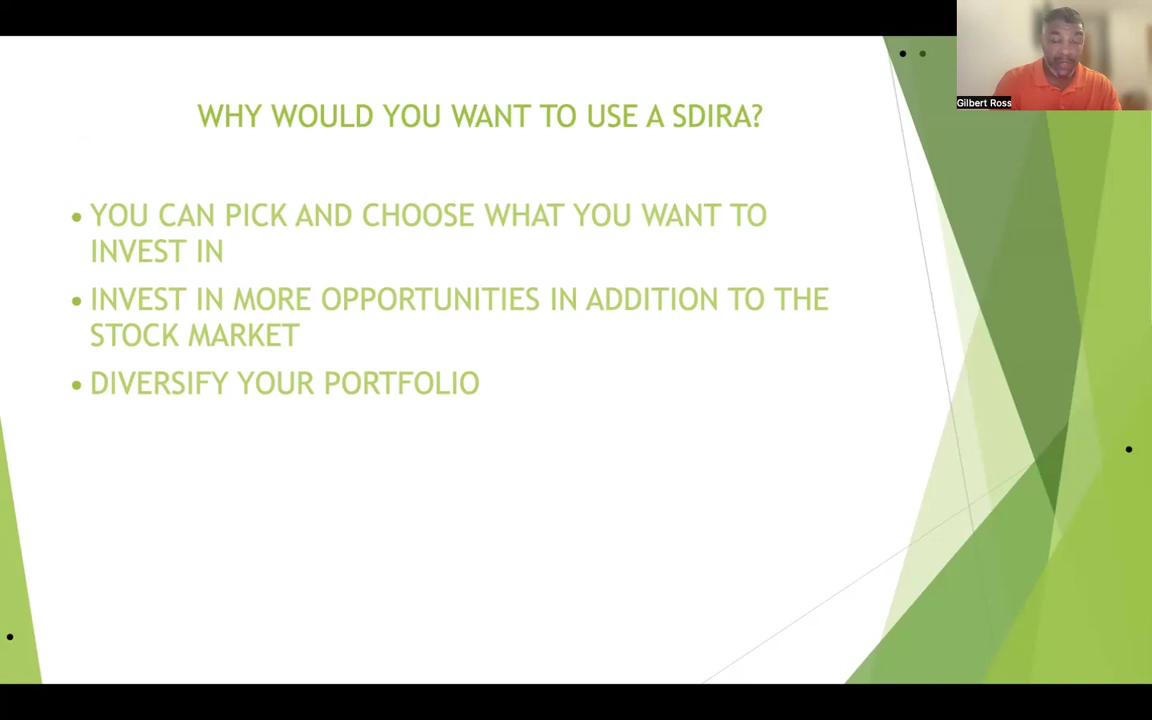 Gilbert Ross
WHY WOULD YOU WANT TO USE A SDIRA?
• YOU CAN PICK AND CHOOSE WHAT YOU WANT TO
INVEST IN
• INVEST IN MORE OPPORTUNITIES IN ADDITION TO THE
STOCK MARKET
• DIVERSIFY YOUR PORTFOLIO